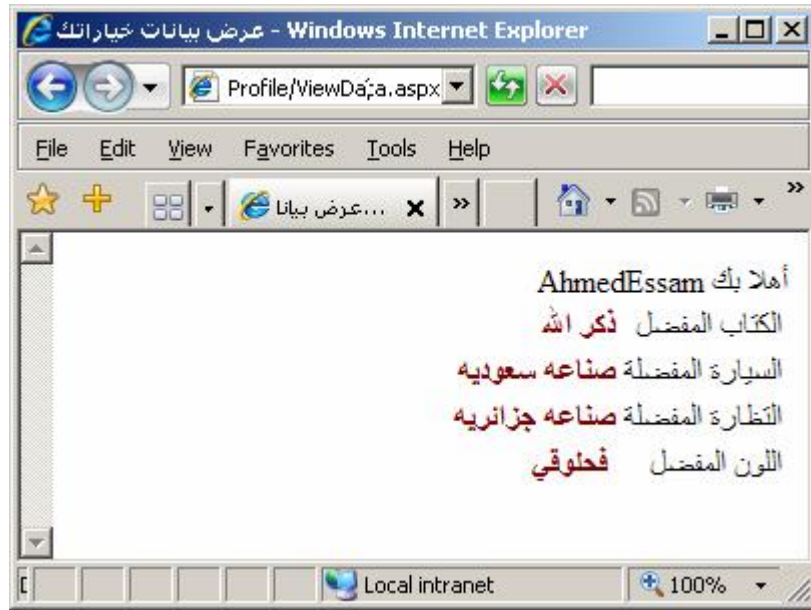 عرض بيانات خياراتك - Windows Internet Explorer
Profile/ViewData.aspx
File Edit View Favorites Tools Help
عرض بيانا...
أهلا بك AhmedEssam
الكتاب المفضل ذكر الله
السيارة المفضلة صناعه سعوديه
النظارة المفضلة صناعه جزائريه
اللون المفضل فحلوقي
Local intranet 100%